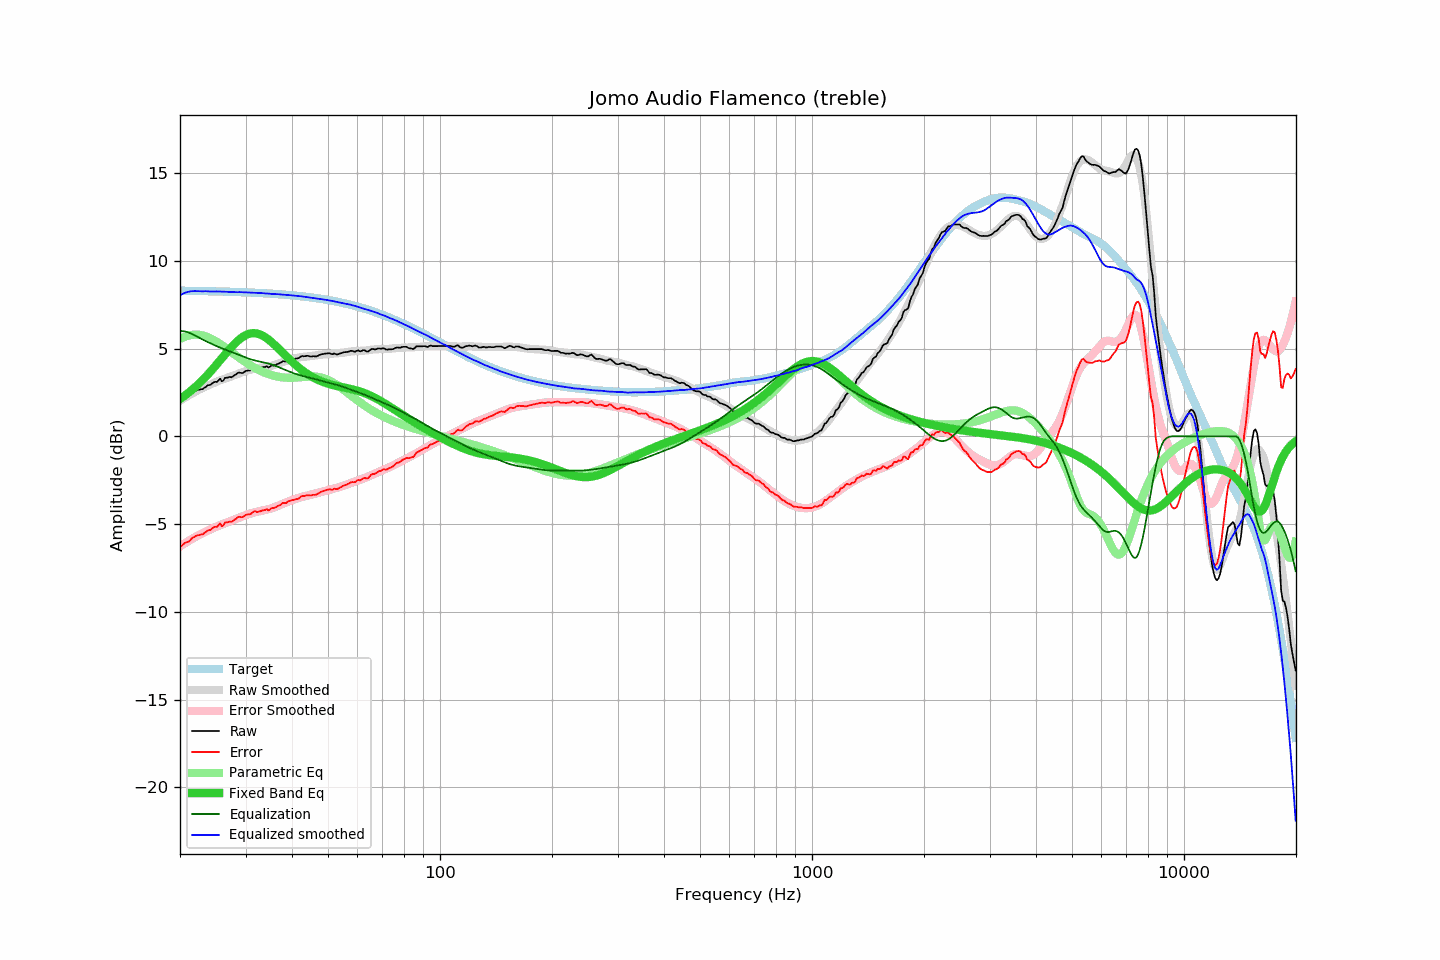 Jomo Audio Flamenco (treble)
Amplitude (dBr)
15
10
5
0
−5
−10
−15
−20
Target
Raw Smoothed
Error Smoothed
Raw
Error
Parametric Eq
Fixed Band Eq
Equalization
Equalized smoothed
100 1000 10000
Frequency (Hz)